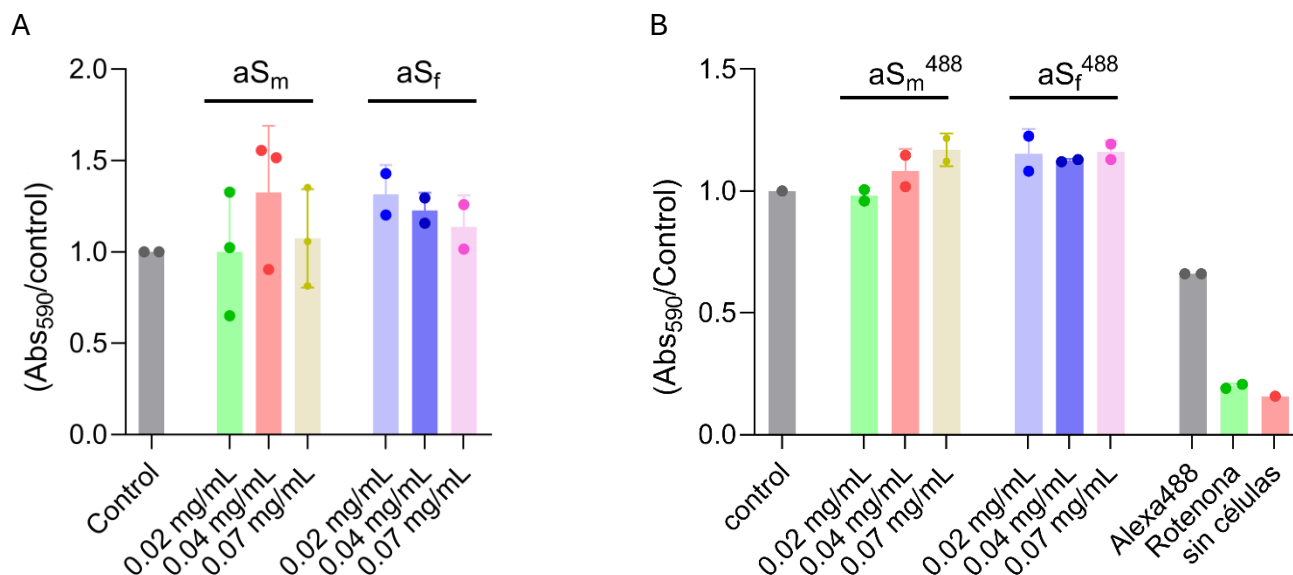 A
(Abs₅₉₀/control)
2.0
1.5
1.0
0.5
0.0
aSₘ
aS_f
Control
0.02 mg/mL
0.04 mg/mL
0.07 mg/mL
0.02 mg/mL
0.04 mg/mL
0.07 mg/mL
B
(Abs₅₉₀/Control)
1.5
1.0
0.5
0.0
aSₘ⁴⁸⁸
aS_f⁴⁸⁸
control
0.02 mg/mL
0.04 mg/mL
0.07 mg/mL
0.02 mg/mL
0.04 mg/mL
0.07 mg/mL
Alexa488
Rotenona
sin células